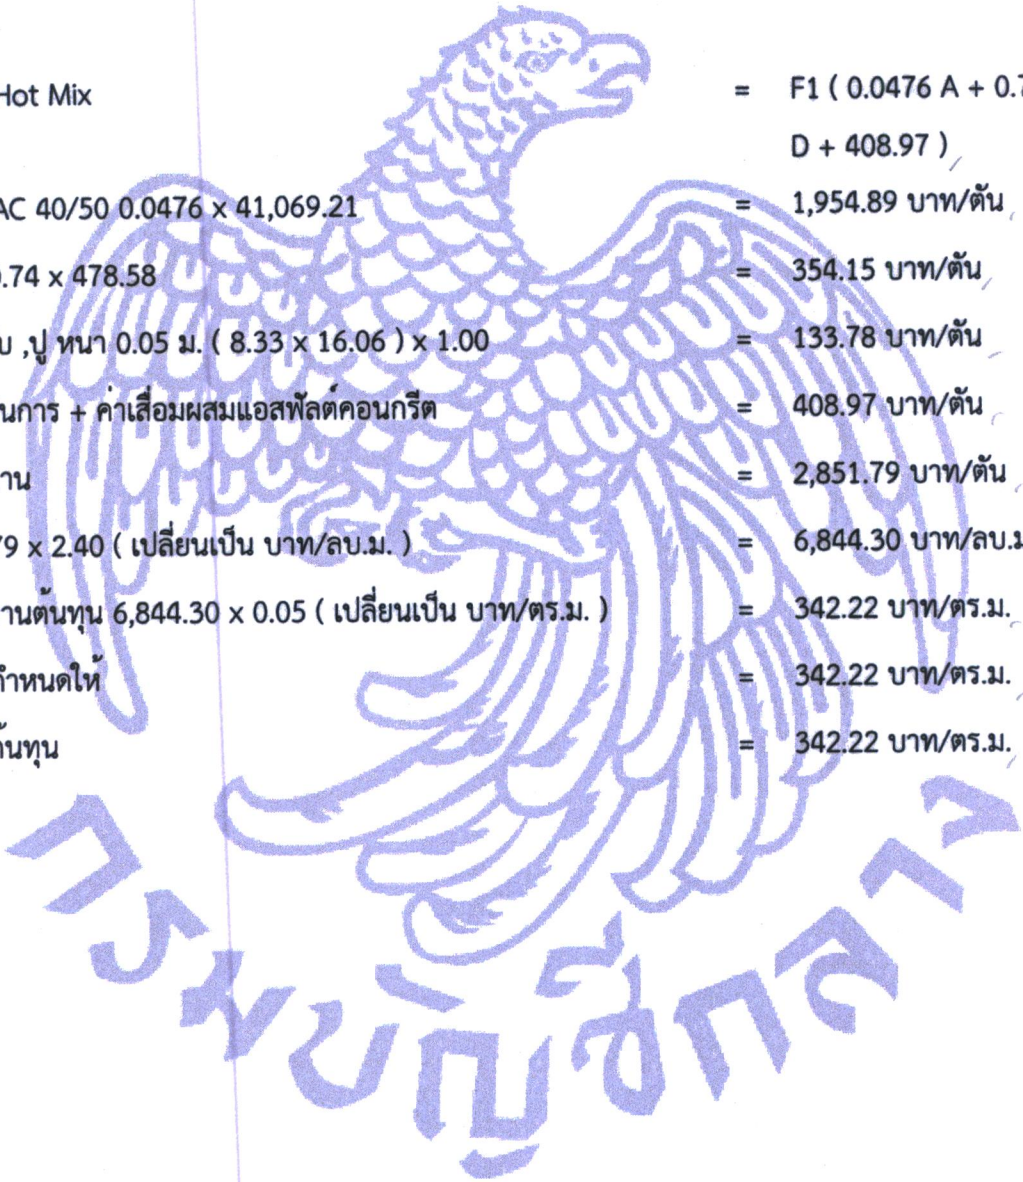 Hot Mix = F1 ( 0.0476 A + 0.7
D + 408.97 )
AC 40/50 0.0476 x 41,069.21 = 1,954.89 บาท/ตัน
0.74 x 478.58 = 354.15 บาท/ตัน
บ ,ปู หนา 0.05 ม. ( 8.33 x 16.06 ) x 1.00 = 133.78 บาท/ตัน
นการ + ค่าเสื่อมผสมแอสฟัลต์คอนกรีต = 408.97 บาท/ตัน
าน = 2,851.79 บาท/ตัน
79 x 2.40 ( เปลี่ยนเป็น บาท/ลบ.ม. ) = 6,844.30 บาท/ลบ.ม
านต้นทุน 6,844.30 x 0.05 ( เปลี่ยนเป็น บาท/ตร.ม. ) = 342.22 บาท/ตร.ม.
กำหนดให้ = 342.22 บาท/ตร.ม.
้นทุน = 342.22 บาท/ตร.ม.
กรมบัญชีกลาง